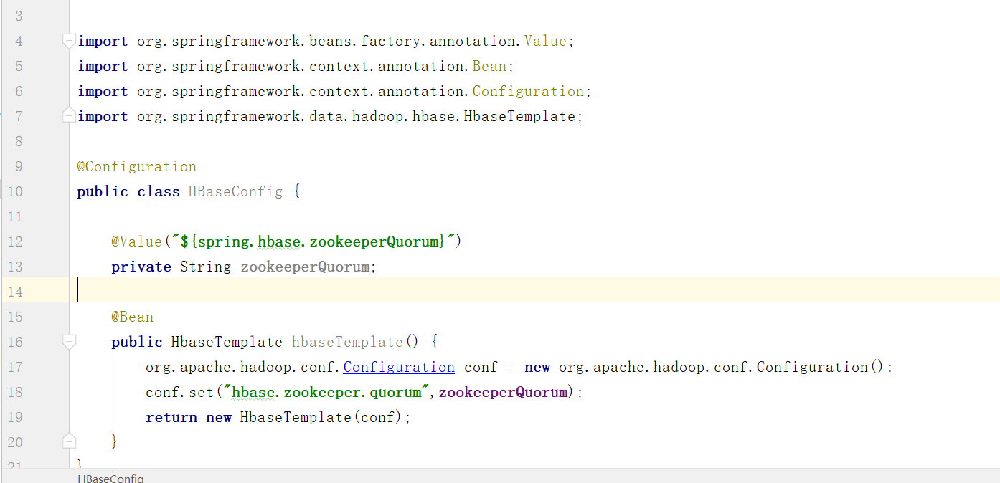 3
4 import org.springframework.beans.factory.annotation.Value;
5 import org.springframework.context.annotation.Bean;
6 import org.springframework.context.annotation.Configuration;
7 import org.springframework.data.hadoop.hbase.HbaseTemplate;
8
9 @Configuration
10 public class HBaseConfig {
11
12     @Value("${spring.hbase.zookeeperQuorum}")
13     private String zookeeperQuorum;
14
15     @Bean
16     public HbaseTemplate hbaseTemplate() {
17         org.apache.hadoop.conf.Configuration conf = new org.apache.hadoop.conf.Configuration();
18         conf.set("hbase.zookeeper.quorum",zookeeperQuorum);
19         return new HbaseTemplate(conf);
20     }
21 }
HBaseConfig